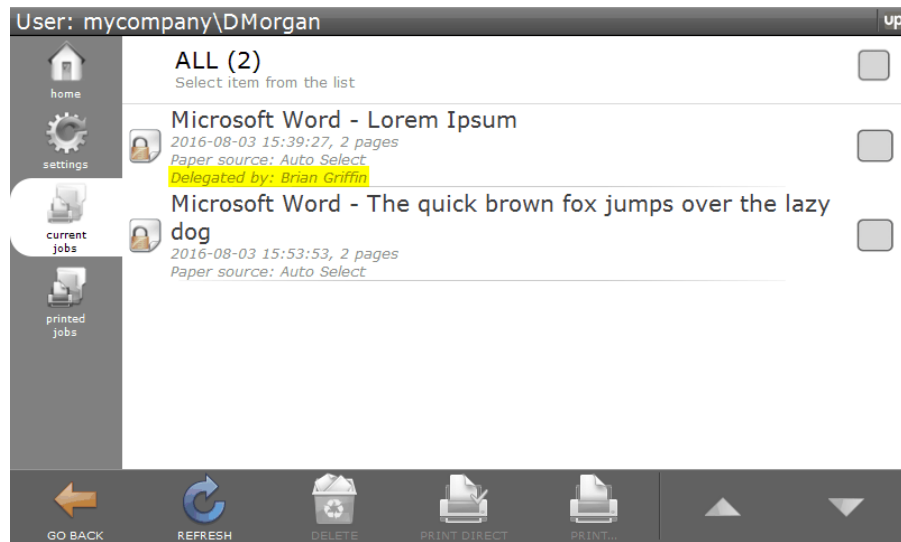 User: mycompany\DMorgan
up
home
settings
current
jobs
printed
jobs
ALL (2)
Select item from the list
Microsoft Word - Lorem Ipsum
2016-08-03 15:39:27, 2 pages
Paper source: Auto Select
Delegated by: Brian Griffin
Microsoft Word - The quick brown fox jumps over the lazy
dog
2016-08-03 15:53:53, 2 pages
Paper source: Auto Select
GO BACK
REFRESH
DELETE
PRINT DIRECT
PRINT...